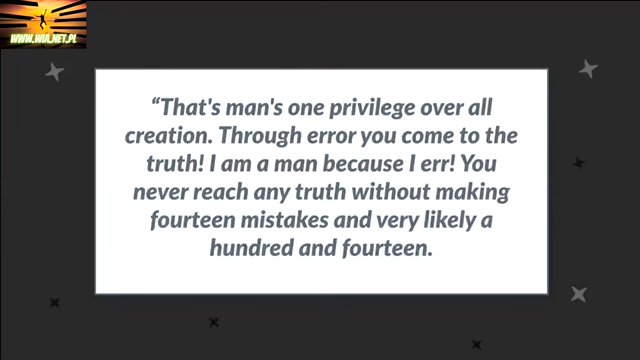 WWW.WIA.NET.PL
“That's man's one privilege over all
creation. Through error you come to the
truth! I am a man because I err! You
never reach any truth without making
fourteen mistakes and very likely a
hundred and fourteen.